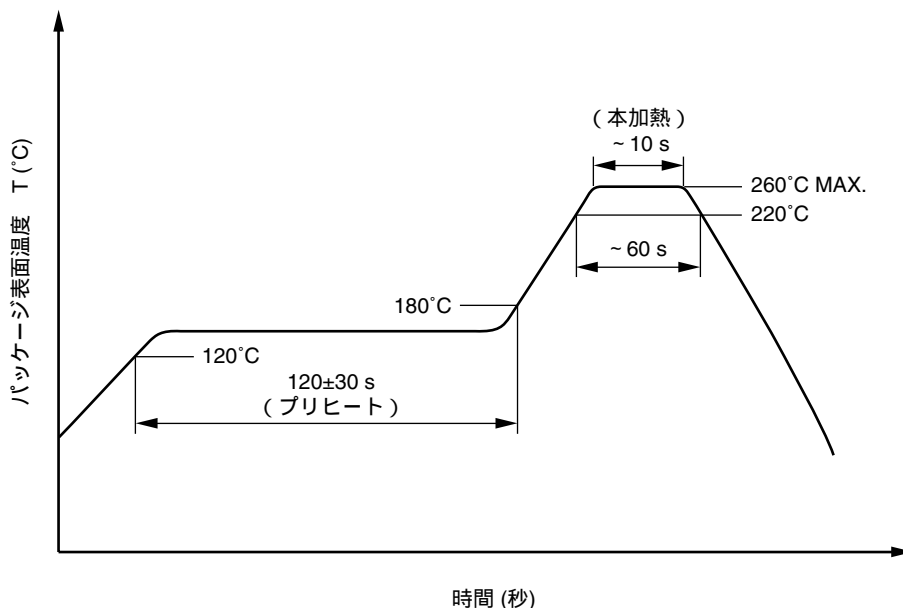 パッケージ表面温度　T (˚C)
（本加熱）
~ 10 s
260˚C MAX.
220˚C
~ 60 s
180˚C
120˚C
120±30 s
（プリヒート）
時間 (秒)